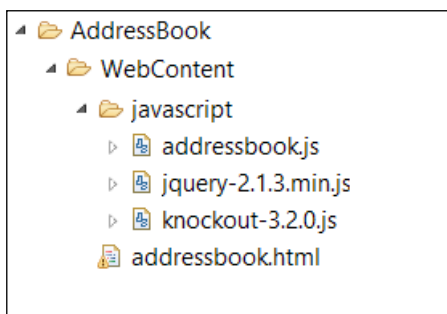 AddressBook
WebContent
javascript
addressbook.js
jquery-2.1.3.min.js
knockout-3.2.0.js
addressbook.html